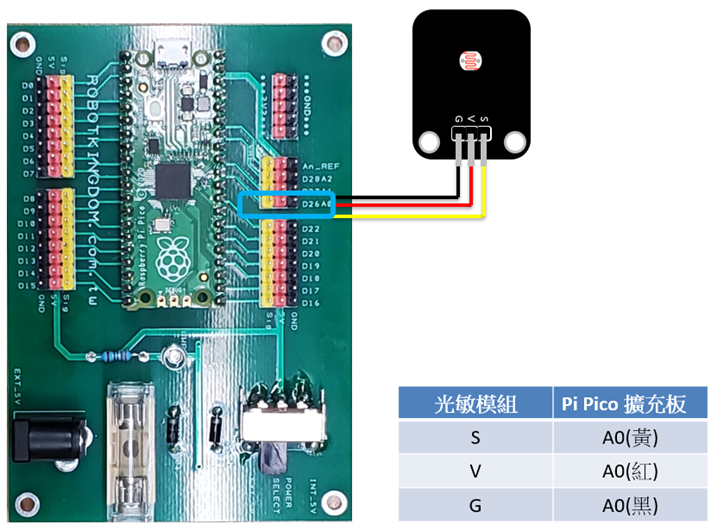 GND
5V
Sig
D0
D1
D2
D3
D4
D5
D6
D7
D8
D9
D10
D11
D12
D13
D14
D15
GND
5V
Sig
ROBOTKINGDOM.com.tw
Raspberry Pi Pico
DEBUG
***GND***
An_REF
D28A2
D26A0
D22
D21
D20
D19
D18
D17
D16
Sig
5V
GND
EXT_5V
POWER
SELECT
INT_5V
G
V
S
光敏模組 Pi Pico 擴充板
S A0(黃)
V A0(紅)
G A0(黑)